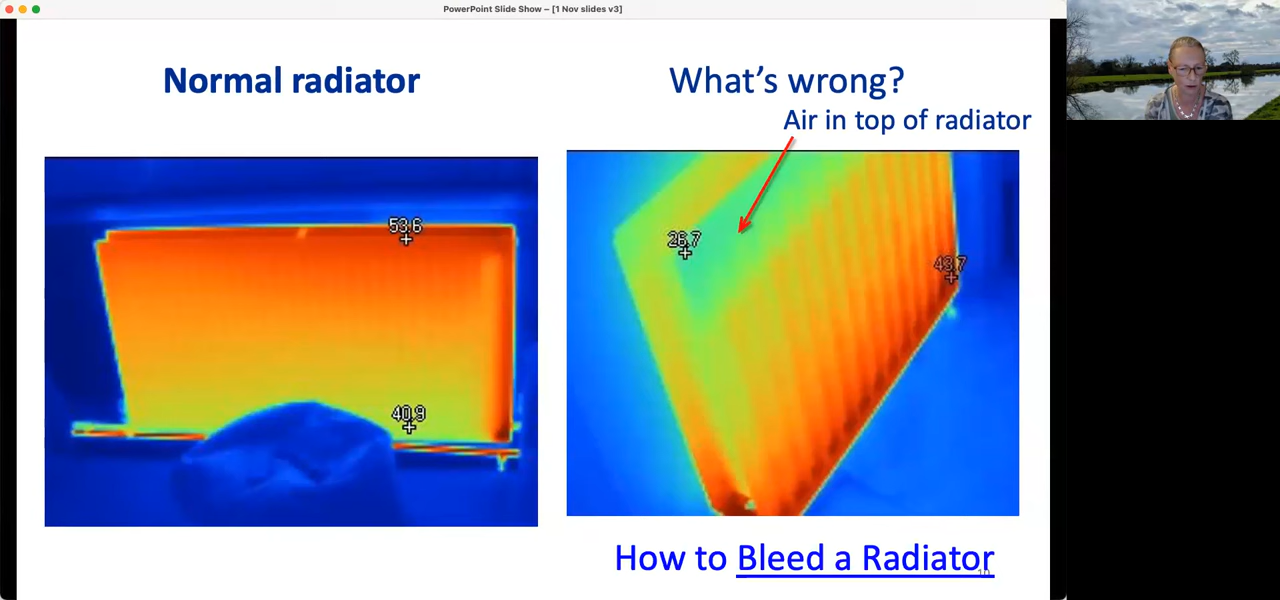 PowerPoint Slide Show – [1 Nov slides v3]
Normal radiator
What's wrong?
Air in top of radiator
53.6
40.9
26.7
43.7
How to Bleed a Radiator
10